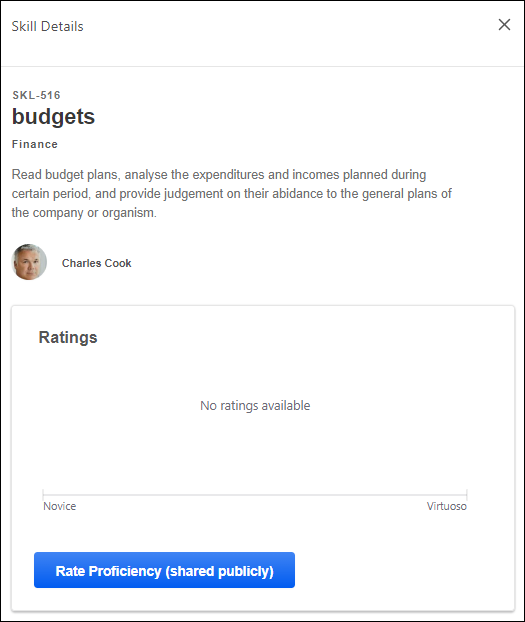 Skill Details
SKL-516
budgets
Finance
Read budget plans, analyse the expenditures and incomes planned during
certain period, and provide judgement on their abidance to the general plans of
the company or organism.
Charles Cook
Ratings
No ratings available
Novice Virtuoso
Rate Proficiency (shared publicly)